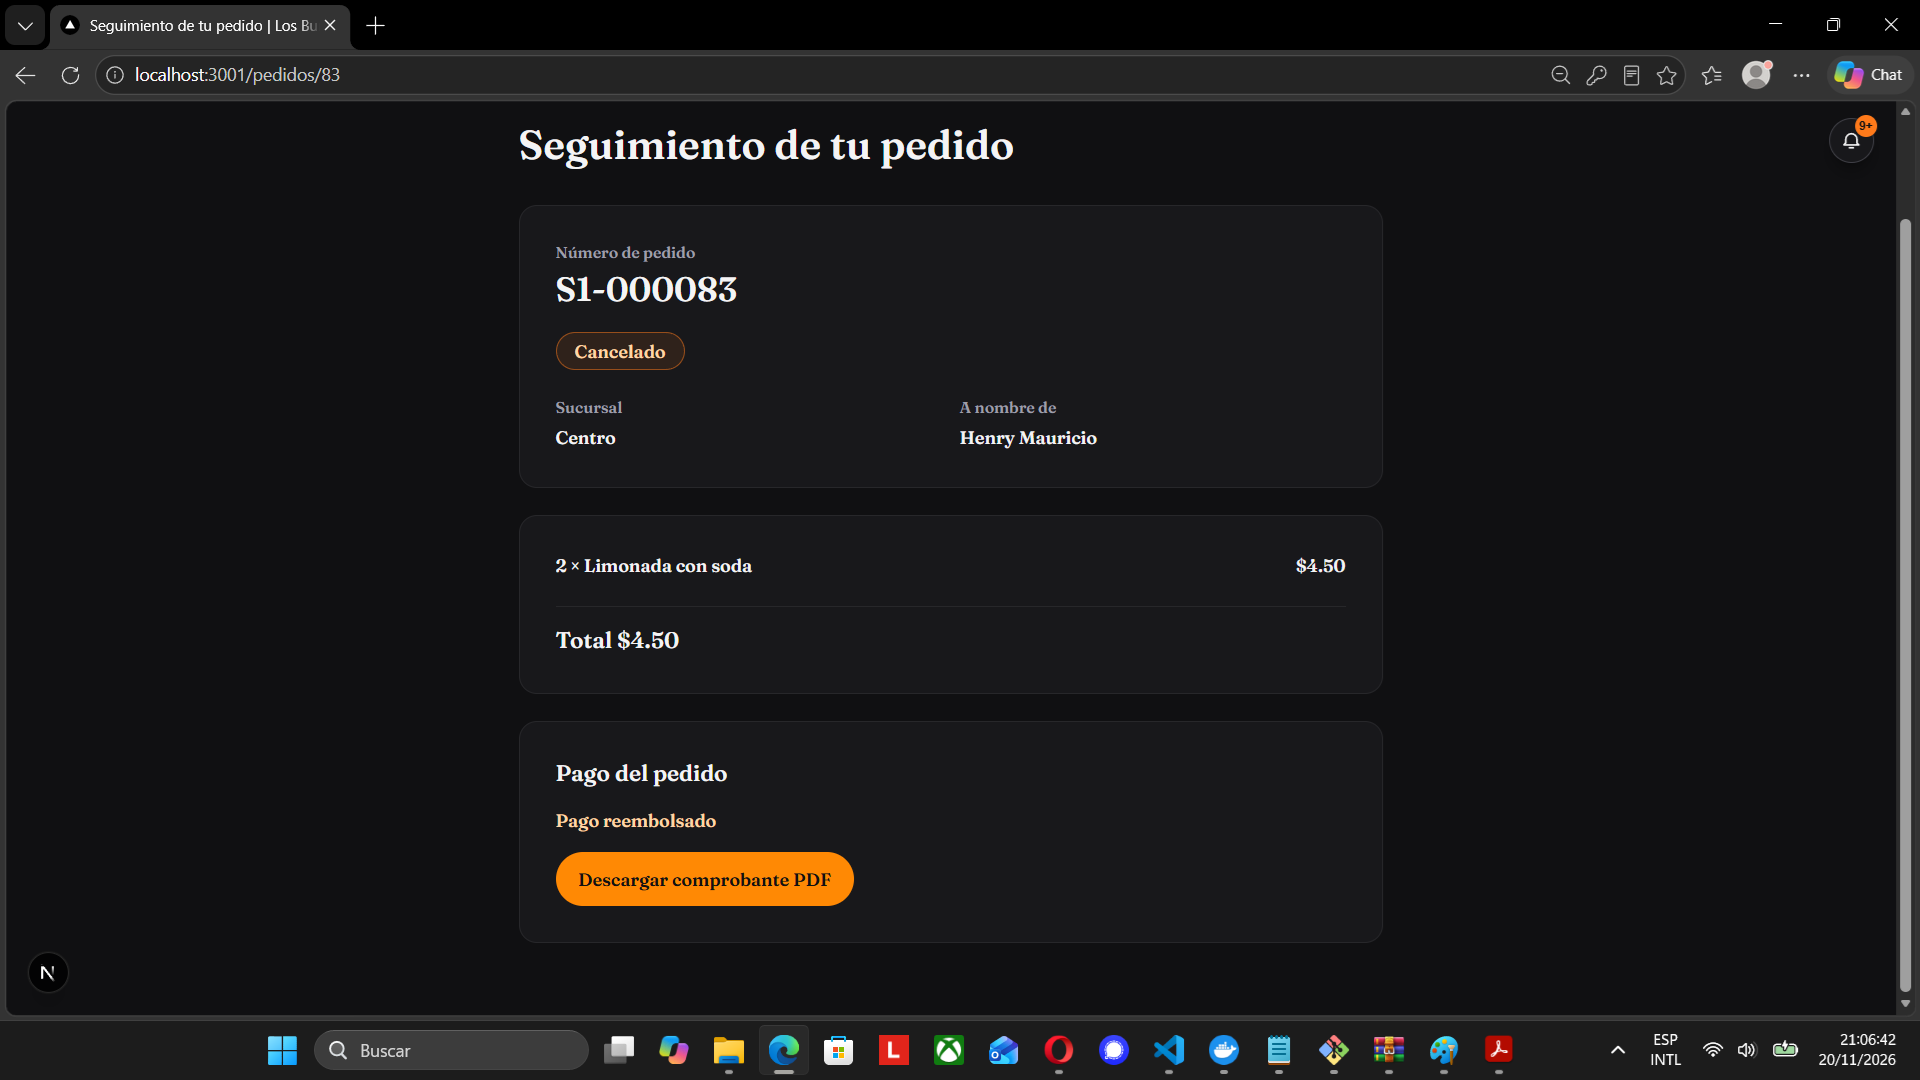 Seguimiento de tu pedido | Los Bu
localhost:3001/pedidos/83
Chat
Seguimiento de tu pedido
9+
Número de pedido
S1-000083
Cancelado
Sucursal
A nombre de
Centro
Henry Mauricio
2 × Limonada con soda
$4.50
Total $4.50
Pago del pedido
Pago reembolsado
Descargar comprobante PDF
N
Buscar
L
ESP
INTL
21:06:42
20/11/2026